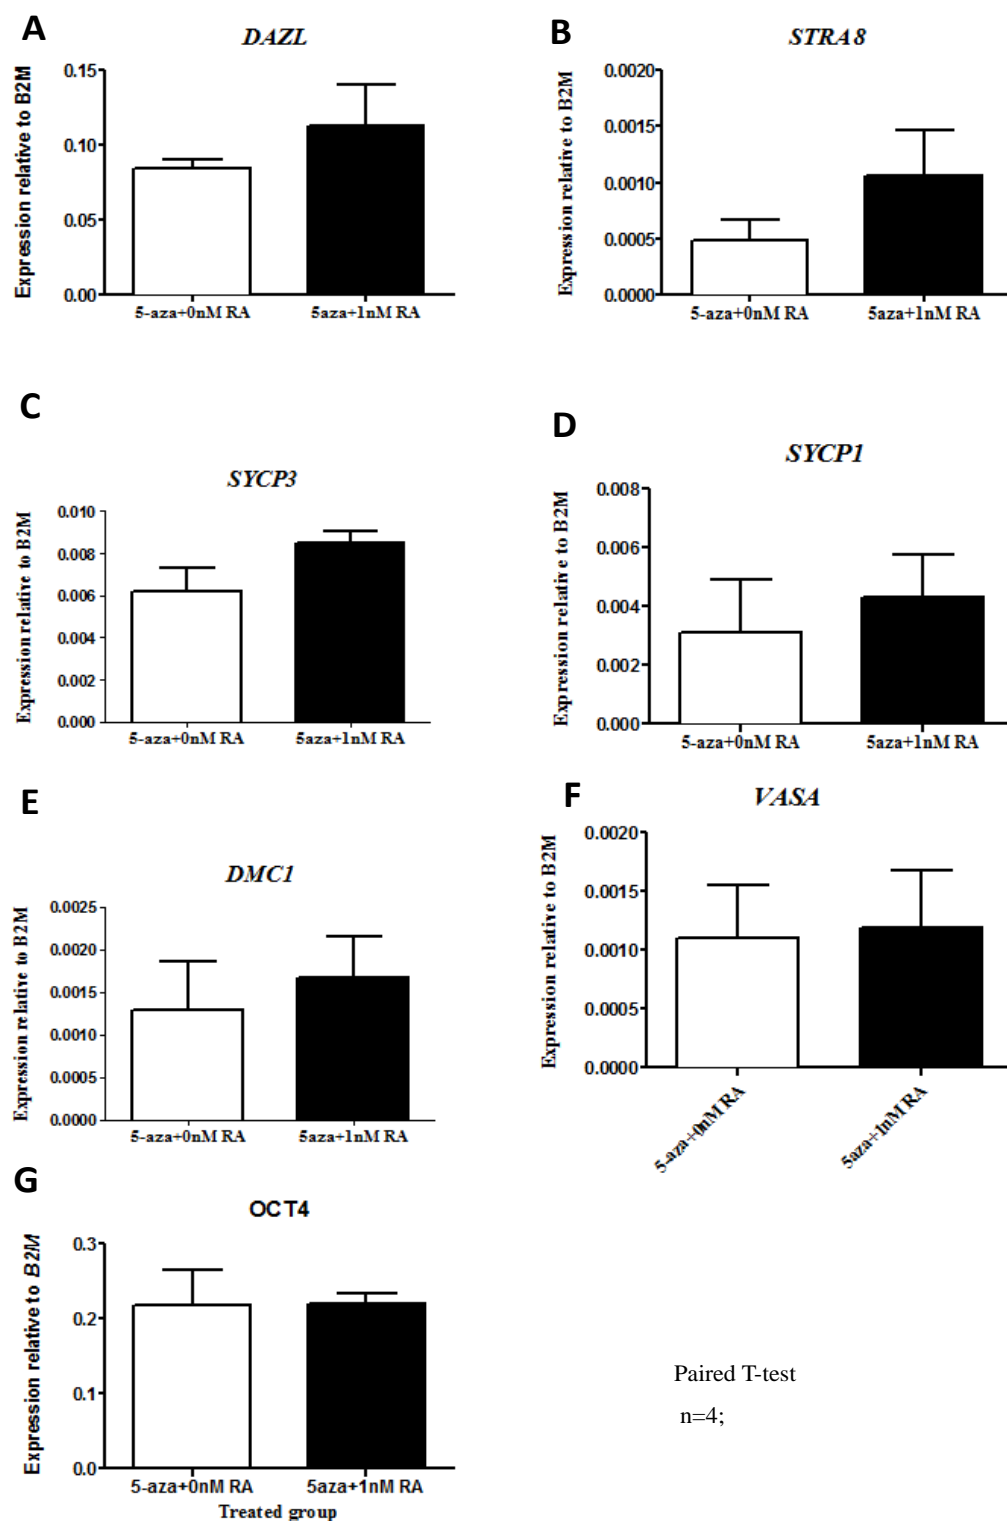 A
DAZL
Expression relative to B2M
0.15
0.10
0.05
0.00
5-aza+0nM RA
5aza+1nM RA
B
STRA8
Expression relative to B2M
0.0020
0.0015
0.0010
0.0005
0.0000
5-aza+0nM RA
5aza+1nM RA
C
SYCP3
Expression relative to B2M
0.010
0.008
0.006
0.004
0.002
0.000
5-aza+0nM RA
5aza+1nM RA
D
SYCP1
Expression relative to B2M
0.008
0.006
0.004
0.002
0.000
5-aza+0nM RA
5aza+1nM RA
E
DMC1
Expression relative to B2M
0.0025
0.0020
0.0015
0.0010
0.0005
0.0000
5-aza+0nM RA
5aza+1nM RA
F
VASA
Expression relative to B2M
0.0020
0.0015
0.0010
0.0005
0.0000
5-aza+0nM RA
5aza+1nM RA
G
OCT4
Expression relative to B2M
0.3
0.2
0.1
0.0
5-aza+0nM RA
5aza+1nM RA
Treated group
Paired T-test
n=4;